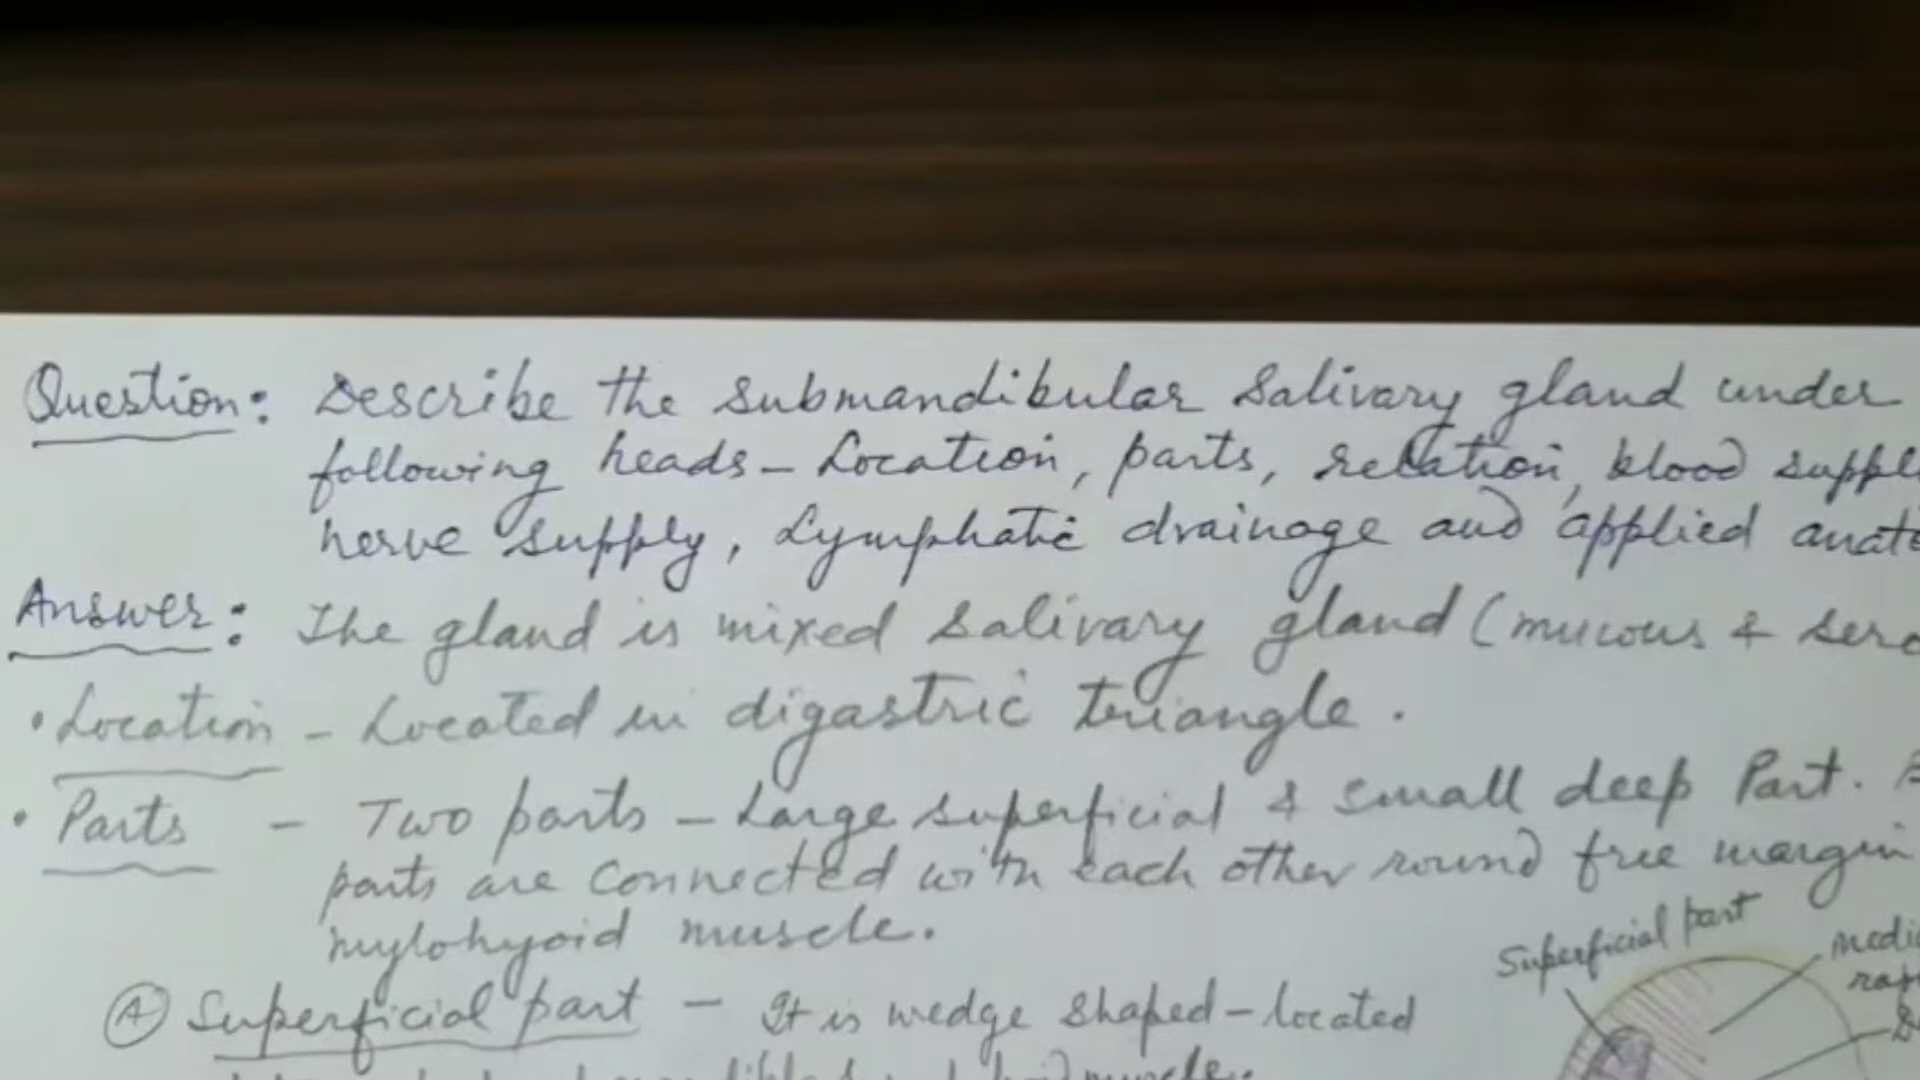 Question: Describe the submandibular salivary gland under
following heads - Location, parts, relation, blood
nerve supply, Lymphatic drainage and applied
Answer: The gland is mixed salivary gland (mucous &
• Location - Located in digastric triangle.
• Parts - Two parts - Large superficial & small deep Part.
parts are connected with each other round free margin
mylohyoid muscle.
Superficial part
(A) Superficial part - It is wedge shaped - located
muscle.